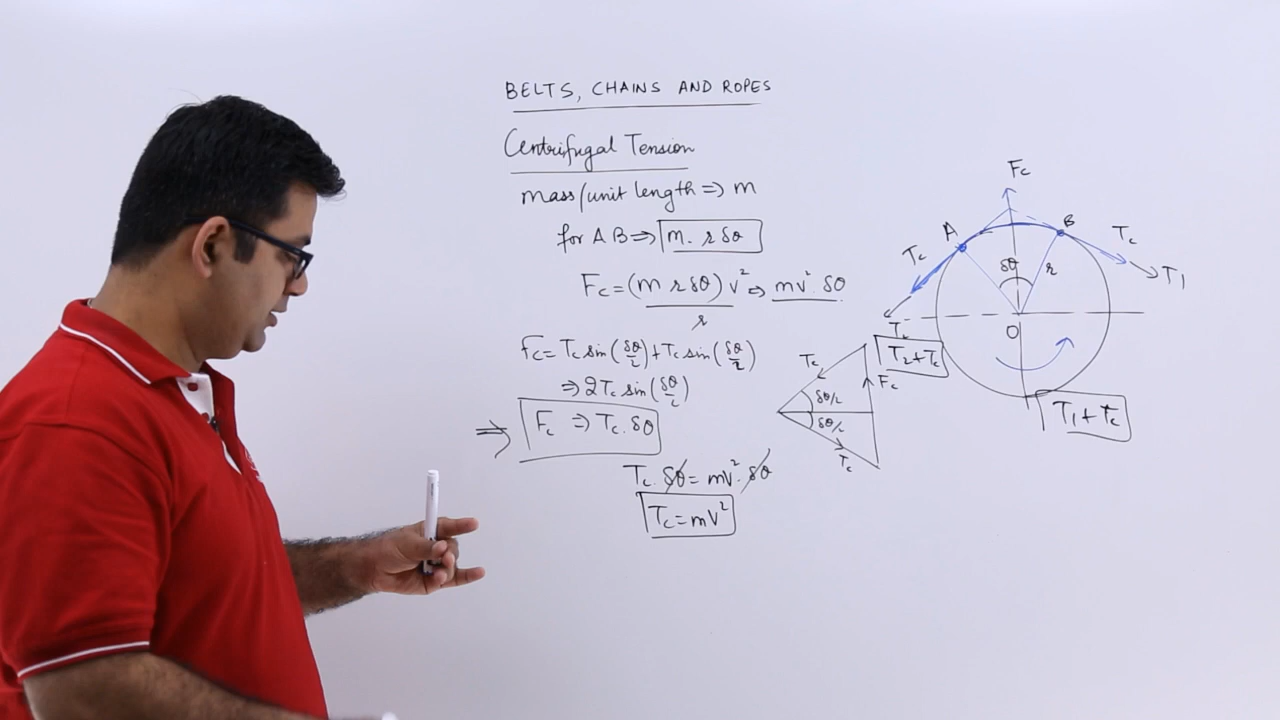 BELTS, CHAINS AND ROPES
Centrifugal Tension
mass/unit length ⇒ m
for AB ⇒ m. r δθ
Fc = (m r δθ) v² / r ⇒ mv². δθ
Fc = Tc sin(δθ/2) + Tc sin(δθ/2)
⇒ 2Tc sin(δθ/2)
⇒ Fc ⇒ Tc. δθ
Tc. δθ = mv². δθ
Tc = mv²
Fc
A
B
Tc
Tc
T1
δθ
r
O
T2 + Tc
Tc
Fc
δθ/2
δθ/2
Tc
T1 + Tc